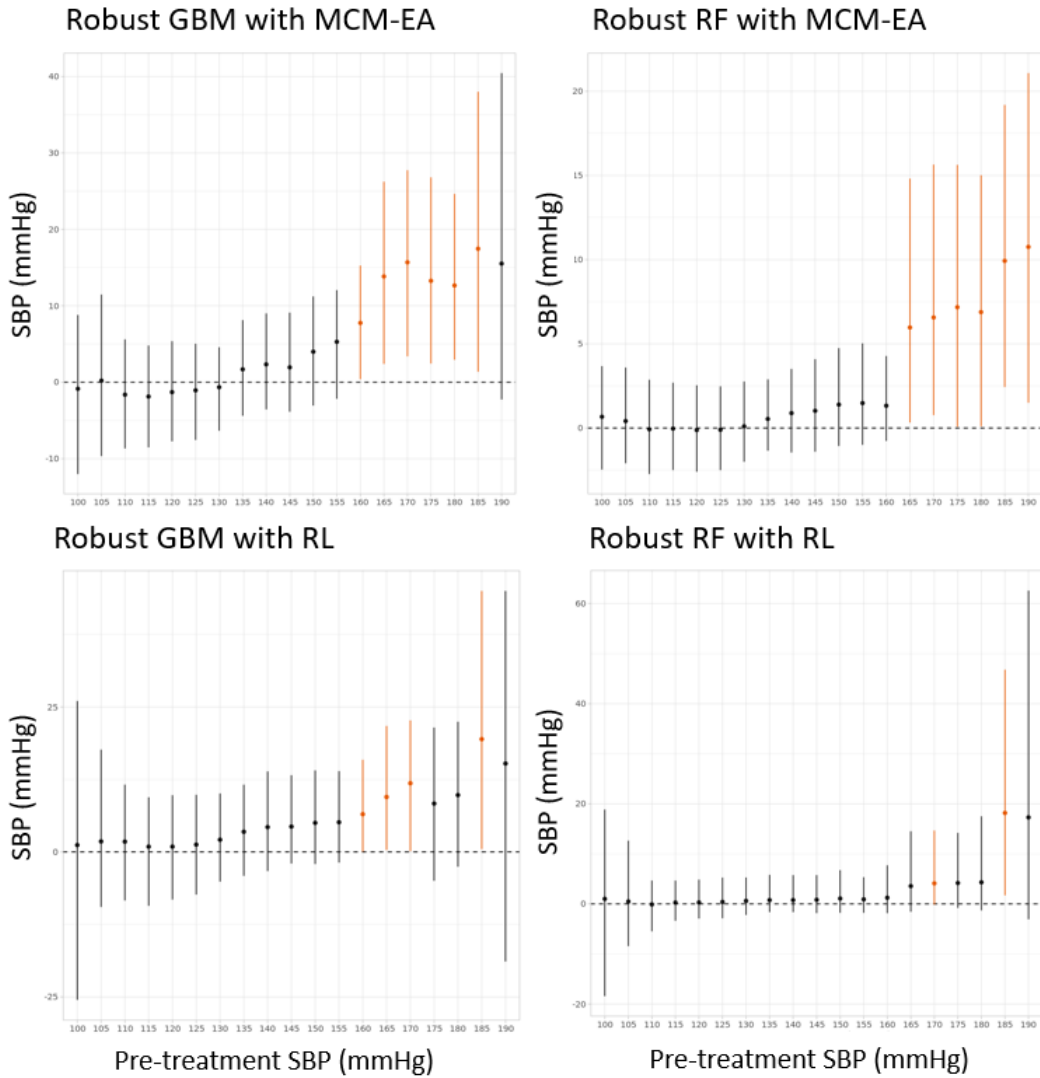 Robust GBM with MCM-EA
Robust RF with MCM-EA
SBP (mmHg)
40
30
20
10
0
-10
100 105 110 115 120 125 130 135 140 145 150 155 160 165 170 175 180 185 190
SBP (mmHg)
20
15
10
5
0
100 105 110 115 120 125 130 135 140 145 150 155 160 165 170 175 180 185 190
Robust GBM with RL
Robust RF with RL
SBP (mmHg)
25
0
-25
100 105 110 115 120 125 130 135 140 145 150 155 160 165 170 175 180 185 190
Pre-treatment SBP (mmHg)
SBP (mmHg)
60
40
20
0
-20
100 105 110 115 120 125 130 135 140 145 150 155 160 165 170 175 180 185 190
Pre-treatment SBP (mmHg)